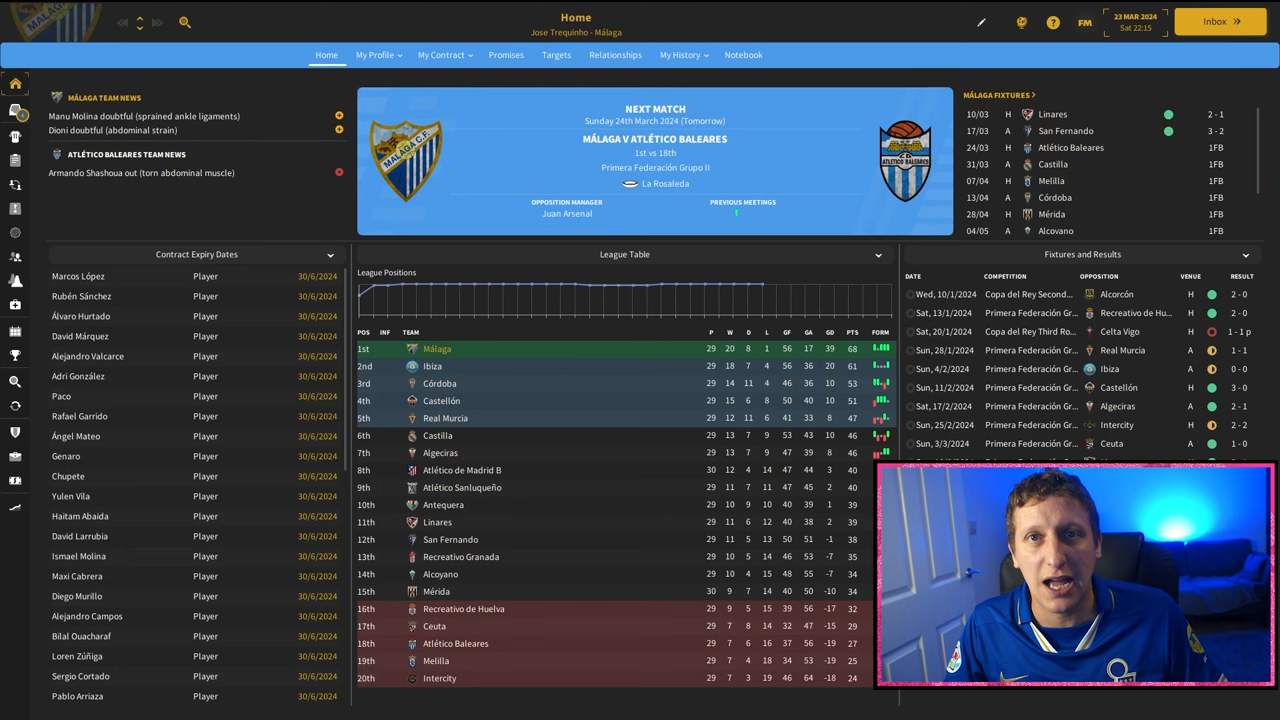 Home
Jose Trequinho - Málaga
FM
23 MAR 2024
Sat 22:15
Inbox
Home
My Profile
My Contract
Promises
Targets
Relationships
My History
Notebook
MÁLAGA TEAM NEWS
Manu Molina doubtful (sprained ankle ligaments)
Dioni doubtful (abdominal strain)
ATLÉTICO BALEARES TEAM NEWS
Armando Shashoua out (torn abdominal muscle)
NEXT MATCH
Sunday 24th March 2024 (Tomorrow)
MÁLAGA V ATLÉTICO BALEARES
1st vs 18th
Primera Federación Grupo II
La Rosaleda
OPPOSITION MANAGER
Juan Arsenal
PREVIOUS MEETINGS
MÁLAGA FIXTURES
10/03 H Linares 2 - 1
17/03 A San Fernando 3 - 2
24/03 H Atlético Baleares 1FB
31/03 A Castilla 1FB
07/04 H Melilla 1FB
13/04 A Córdoba 1FB
28/04 H Mérida 1FB
04/05 A Alcoyano 1FB
Contract Expiry Dates
Marcos López Player 30/6/2024
Rubén Sánchez Player 30/6/2024
Álvaro Hurtado Player 30/6/2024
David Márquez Player 30/6/2024
Alejandro Valcarce Player 30/6/2024
Adri González Player 30/6/2024
Paco Player 30/6/2024
Rafael Garrido Player 30/6/2024
Ángel Mateo Player 30/6/2024
Genaro Player 30/6/2024
Chupete Player 30/6/2024
Yulen Vila Player 30/6/2024
Haitam Abaida Player 30/6/2024
David Larrubia Player 30/6/2024
Ismael Molina Player 30/6/2024
Maxi Cabrera Player 30/6/2024
Diego Murillo Player 30/6/2024
Alejandro Campos Player 30/6/2024
Bilal Ouacharaf Player 30/6/2024
Loren Zúñiga Player 30/6/2024
Sergio Cortado Player 30/6/2024
Pablo Arriaza Player 30/6/2024
League Table
League Positions
POS INF TEAM P W D L GF GA GD PTS FORM
1st Málaga 29 20 8 1 56 17 39 68
2nd Ibiza 29 18 7 4 56 36 20 61
3rd Córdoba 29 14 11 4 46 36 10 53
4th Castellón 29 15 6 8 50 40 10 51
5th Real Murcia 29 12 11 6 41 33 8 47
6th Castilla 29 13 7 9 53 43 10 46
7th Algeciras 29 13 7 9 47 39 8 46
8th Atlético de Madrid B 30 12 4 14 47 44 3 40
9th Atlético Sanluqueño 29 11 7 11 47 45 2 40
10th Antequera 29 10 9 10 40 39 1 39
11th Linares 29 11 6 12 40 38 2 39
12th San Fernando 29 11 5 13 50 51 -1 38
13th Recreativo Granada 29 10 5 14 46 53 -7 35
14th Alcoyano 29 10 4 15 48 55 -7 34
15th Mérida 30 9 7 14 40 50 -10 34
16th Recreativo de Huelva 29 9 5 15 39 56 -17 32
17th Ceuta 29 7 8 14 32 47 -15 29
18th Atlético Baleares 29 7 6 16 37 56 -19 27
19th Melilla 29 7 4 18 34 53 -19 25
20th Intercity 29 7 3 19 46 64 -18 24
Fixtures and Results
DATE COMPETITION OPPOSITION VENUE RESULT
Wed, 10/1/2024 Copa del Rey Second... Alcorcón H 2 - 0
Sat, 13/1/2024 Primera Federación Gr... Recreativo de Hu... H 2 - 0
Sat, 20/1/2024 Copa del Rey Third Ro... Celta Vigo H 1 - 1 p
Sun, 28/1/2024 Primera Federación Gr... Real Murcia A 1 - 1
Sun, 4/2/2024 Primera Federación Gr... Ibiza A 0 - 0
Sun, 11/2/2024 Primera Federación Gr... Castellón H 3 - 0
Sat, 17/2/2024 Primera Federación Gr... Algeciras A 2 - 1
Sun, 25/2/2024 Primera Federación Gr... Intercity H 2 - 2
Sun, 3/3/2024 Primera Federación Gr... Ceuta A 1 - 0